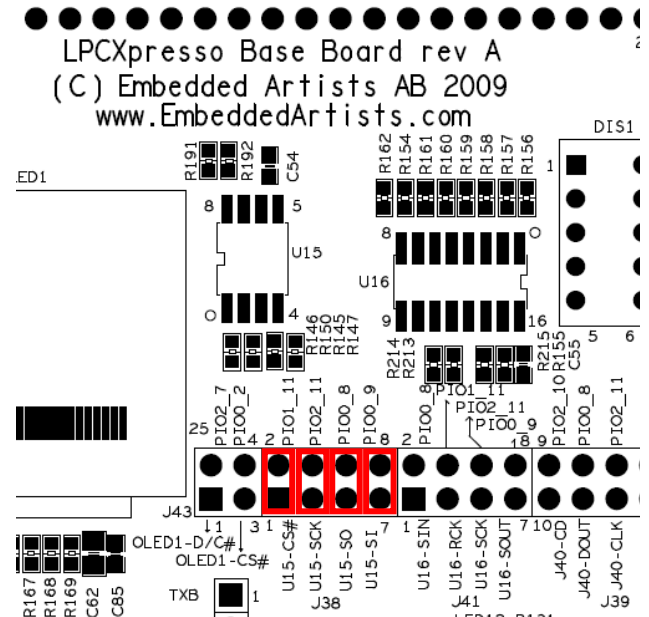 LPCXpresso Base Board rev A
(C) Embedded Artists AB 2009
www.EmbeddedArtists.com
DIS1
R191
R192
C54
R162
R154
R161
R160
R159
R158
R157
R156
1
LED1
8
5
U15
4
8
U16
9
16
5
6
R146
R150
R145
R147
R214
R213
R215
R155
C55
PIO1_11
PIO2_11
PIO0_9
25
PIO2_7
PIO0_2
4
2
PIO1_11
PIO2_11
PIO0_8
PIO0_9
8
2
PIO0_8
18
9
PIO2_10
PIO0_8
PIO2_11
J43
1
3
1
7
1
7
10
OLED1-D/C#
OLED1-CS#
U15-CS#
U15-SCK
U15-SO
U15-SI
U16-SIN
U16-RCK
U16-SCK
U16-SOUT
J40-CD
J40-DOUT
J40-CLK
R167
R168
R169
C62
C85
TXB
1
J38
J41
J39